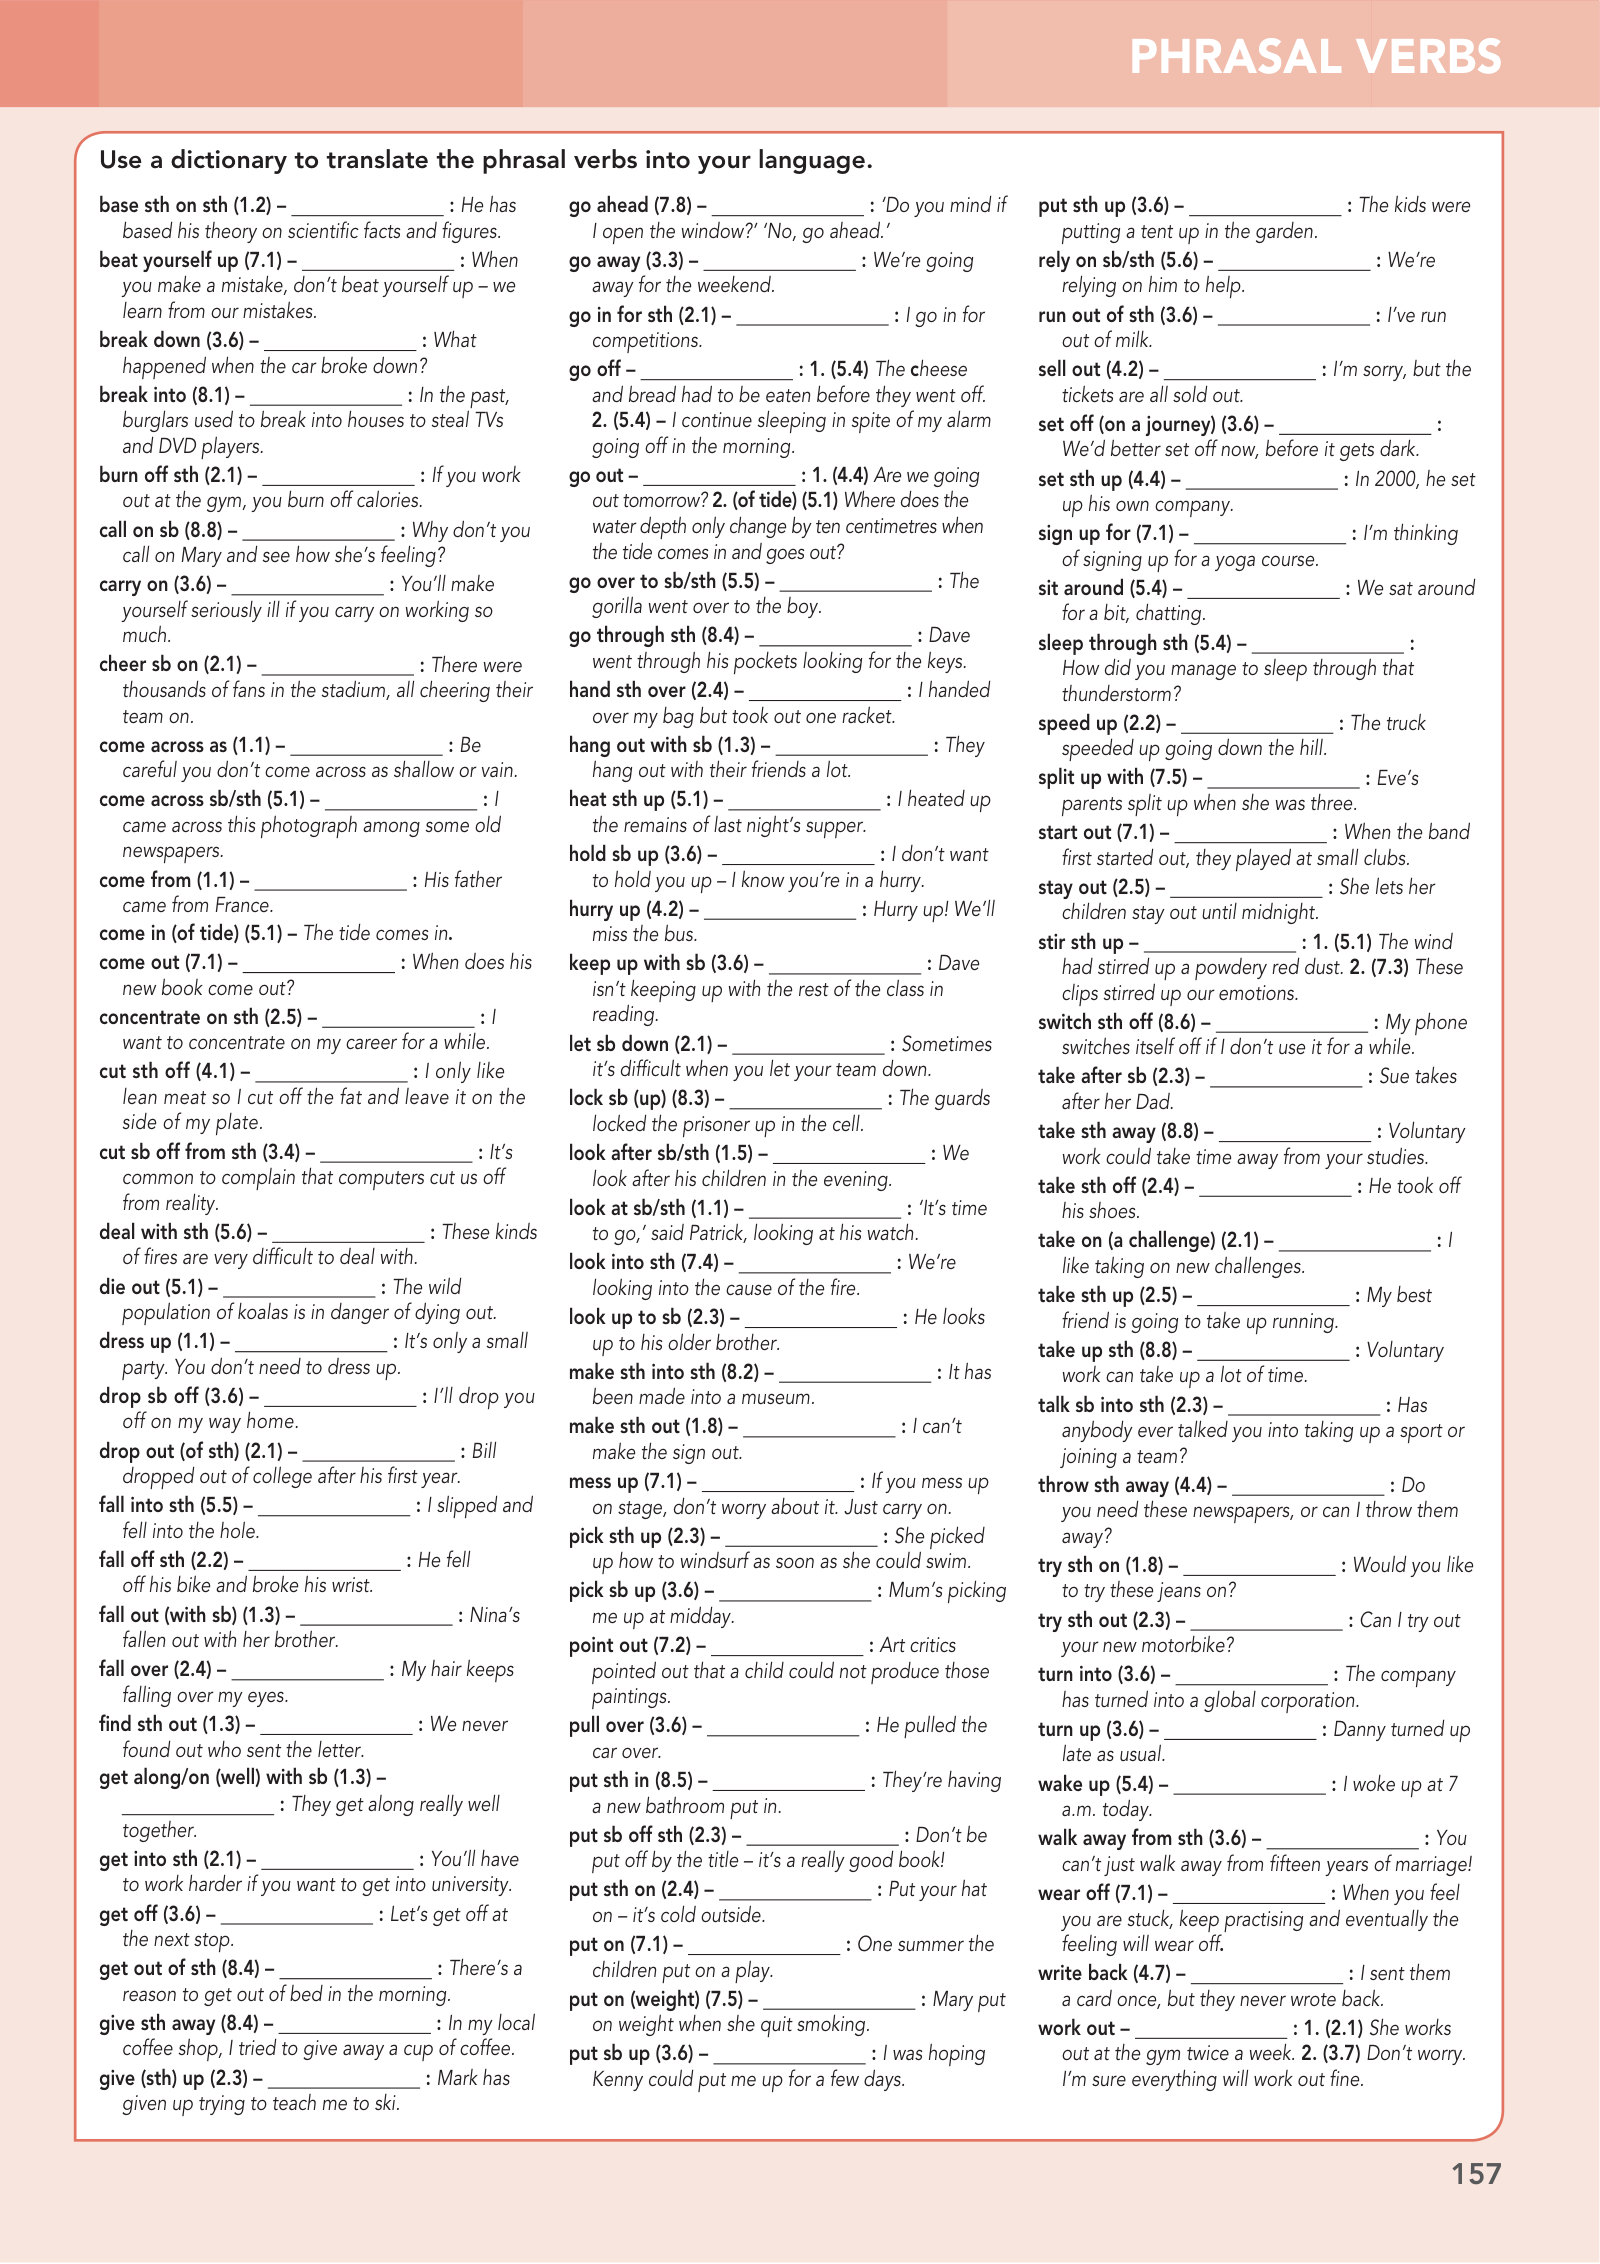 PHRASAL VERBS
Use a dictionary to translate the phrasal verbs into your language.
base sth on sth (1.2) – ______________ : He has
based his theory on scientific facts and figures.
beat yourself up (7.1) – ______________ : When
you make a mistake, don’t beat yourself up – we
learn from our mistakes.
break down (3.6) – ______________ : What
happened when the car broke down?
break into (8.1) – ______________ : In the past,
burglars used to break into houses to steal TVs
and DVD players.
burn off sth (2.1) – ______________ : If you work
out at the gym, you burn off calories.
call on sb (8.8) – ______________ : Why don’t you
call on Mary and see how she’s feeling?
carry on (3.6) – ______________ : You’ll make
yourself seriously ill if you carry on working so
much.
cheer sb on (2.1) – ______________ : There were
thousands of fans in the stadium, all cheering their
team on.
come across as (1.1) – ______________ : Be
careful you don’t come across as shallow or vain.
come across sb/sth (5.1) – ______________ : I
came across this photograph among some old
newspapers.
come from (1.1) – ______________ : His father
came from France.
come in (of tide) (5.1) – The tide comes in.
come out (7.1) – ______________ : When does his
new book come out?
concentrate on sth (2.5) – ______________ : I
want to concentrate on my career for a while.
cut sth off (4.1) – ______________ : I only like
lean meat so I cut off the fat and leave it on the
side of my plate.
cut sb off from sth (3.4) – ______________ : It’s
common to complain that computers cut us off
from reality.
deal with sth (5.6) – ______________ : These kinds
of fires are very difficult to deal with.
die out (5.1) – ______________ : The wild
population of koalas is in danger of dying out.
dress up (1.1) – ______________ : It’s only a small
party. You don’t need to dress up.
drop sb off (3.6) – ______________ : I’ll drop you
off on my way home.
drop out (of sth) (2.1) – ______________ : Bill
dropped out of college after his first year.
fall into sth (5.5) – ______________ : I slipped and
fell into the hole.
fall off sth (2.2) – ______________ : He fell
off his bike and broke his wrist.
fall out (with sb) (1.3) – ______________ : Nina’s
fallen out with her brother.
fall over (2.4) – ______________ : My hair keeps
falling over my eyes.
find sth out (1.3) – ______________ : We never
found out who sent the letter.
get along/on (well) with sb (1.3) –
______________ : They get along really well
together.
get into sth (2.1) – ______________ : You’ll have
to work harder if you want to get into university.
get off (3.6) – ______________ : Let’s get off at
the next stop.
get out of sth (8.4) – ______________ : There’s a
reason to get out of bed in the morning.
give sth away (8.4) – ______________ : In my local
coffee shop, I tried to give away a cup of coffee.
give (sth) up (2.3) – ______________ : Mark has
given up trying to teach me to ski.
go ahead (7.8) – ______________ : ‘Do you mind if
I open the window?’ ‘No, go ahead.’
go away (3.3) – ______________ : We’re going
away for the weekend.
go in for sth (2.1) – ______________ : I go in for
competitions.
go off – ______________ : 1. (5.4) The cheese
and bread had to be eaten before they went off.
2. (5.4) – I continue sleeping in spite of my alarm
going off in the morning.
go out – ______________ : 1. (4.4) Are we going
out tomorrow? 2. (of tide) (5.1) Where does the
water depth only change by ten centimetres when
the tide comes in and goes out?
go over to sb/sth (5.5) – ______________ : The
gorilla went over to the boy.
go through sth (8.4) – ______________ : Dave
went through his pockets looking for the keys.
hand sth over (2.4) – ______________ : I handed
over my bag but took out one racket.
hang out with sb (1.3) – ______________ : They
hang out with their friends a lot.
heat sth up (5.1) – ______________ : I heated up
the remains of last night’s supper.
hold sb up (3.6) – ______________ : I don’t want
to hold you up – I know you’re in a hurry.
hurry up (4.2) – ______________ : Hurry up! We’ll
miss the bus.
keep up with sb (3.6) – ______________ : Dave
isn’t keeping up with the rest of the class in
reading.
let sb down (2.1) – ______________ : Sometimes
it’s difficult when you let your team down.
lock sb (up) (8.3) – ______________ : The guards
locked the prisoner up in the cell.
look after sb/sth (1.5) – ______________ : We
look after his children in the evening.
look at sb/sth (1.1) – ______________ : ‘It’s time
to go,’ said Patrick, looking at his watch.
look into sth (7.4) – ______________ : We’re
looking into the cause of the fire.
look up to sb (2.3) – ______________ : He looks
up to his older brother.
make sth into sth (8.2) – ______________ : It has
been made into a museum.
make sth out (1.8) – ______________ : I can’t
make the sign out.
mess up (7.1) – ______________ : If you mess up
on stage, don’t worry about it. Just carry on.
pick sth up (2.3) – ______________ : She picked
up how to windsurf as soon as she could swim.
pick sb up (3.6) – ______________ : Mum’s picking
me up at midday.
point out (7.2) – ______________ : Art critics
pointed out that a child could not produce those
paintings.
pull over (3.6) – ______________ : He pulled the
car over.
put sth in (8.5) – ______________ : They’re having
a new bathroom put in.
put sb off sth (2.3) – ______________ : Don’t be
put off by the title – it’s a really good book!
put sth on (2.4) – ______________ : Put your hat
on – it’s cold outside.
put on (7.1) – ______________ : One summer the
children put on a play.
put on (weight) (7.5) – ______________ : Mary put
on weight when she quit smoking.
put sb up (3.6) – ______________ : I was hoping
Kenny could put me up for a few days.
put sth up (3.6) – ______________ : The kids were
putting a tent up in the garden.
rely on sb/sth (5.6) – ______________ : We’re
relying on him to help.
run out of sth (3.6) – ______________ : I’ve run
out of milk.
sell out (4.2) – ______________ : I’m sorry, but the
tickets are all sold out.
set off (on a journey) (3.6) – ______________ :
We’d better set off now, before it gets dark.
set sth up (4.4) – ______________ : In 2000, he set
up his own company.
sign up for (7.1) – ______________ : I’m thinking
of signing up for a yoga course.
sit around (5.4) – ______________ : We sat around
for a bit, chatting.
sleep through sth (5.4) – ______________ :
How did you manage to sleep through that
thunderstorm?
speed up (2.2) – ______________ : The truck
speeded up going down the hill.
split up with (7.5) – ______________ : Eve’s
parents split up when she was three.
start out (7.1) – ______________ : When the band
first started out, they played at small clubs.
stay out (2.5) – ______________ : She lets her
children stay out until midnight.
stir sth up – ______________ : 1. (5.1) The wind
had stirred up a powdery red dust. 2. (7.3) These
clips stirred up our emotions.
switch sth off (8.6) – ______________ : My phone
switches itself off if I don’t use it for a while.
take after sb (2.3) – ______________ : Sue takes
after her Dad.
take sth away (8.8) – ______________ : Voluntary
work could take time away from your studies.
take sth off (2.4) – ______________ : He took off
his shoes.
take on (a challenge) (2.1) – ______________ : I
like taking on new challenges.
take sth up (2.5) – ______________ : My best
friend is going to take up running.
take up sth (8.8) – ______________ : Voluntary
work can take up a lot of time.
talk sb into sth (2.3) – ______________ : Has
anybody ever talked you into taking up a sport or
joining a team?
throw sth away (4.4) – ______________ : Do
you need these newspapers, or can I throw them
away?
try sth on (1.8) – ______________ : Would you like
to try these jeans on?
try sth out (2.3) – ______________ : Can I try out
your new motorbike?
turn into (3.6) – ______________ : The company
has turned into a global corporation.
turn up (3.6) – ______________ : Danny turned up
late as usual.
wake up (5.4) – ______________ : I woke up at 7
a.m. today.
walk away from sth (3.6) – ______________ : You
can’t just walk away from fifteen years of marriage!
wear off (7.1) – ______________ : When you feel
you are stuck, keep practising and eventually the
feeling will wear off.
write back (4.7) – ______________ : I sent them
a card once, but they never wrote back.
work out – ______________ : 1. (2.1) She works
out at the gym twice a week. 2. (3.7) Don’t worry.
I’m sure everything will work out fine.
157